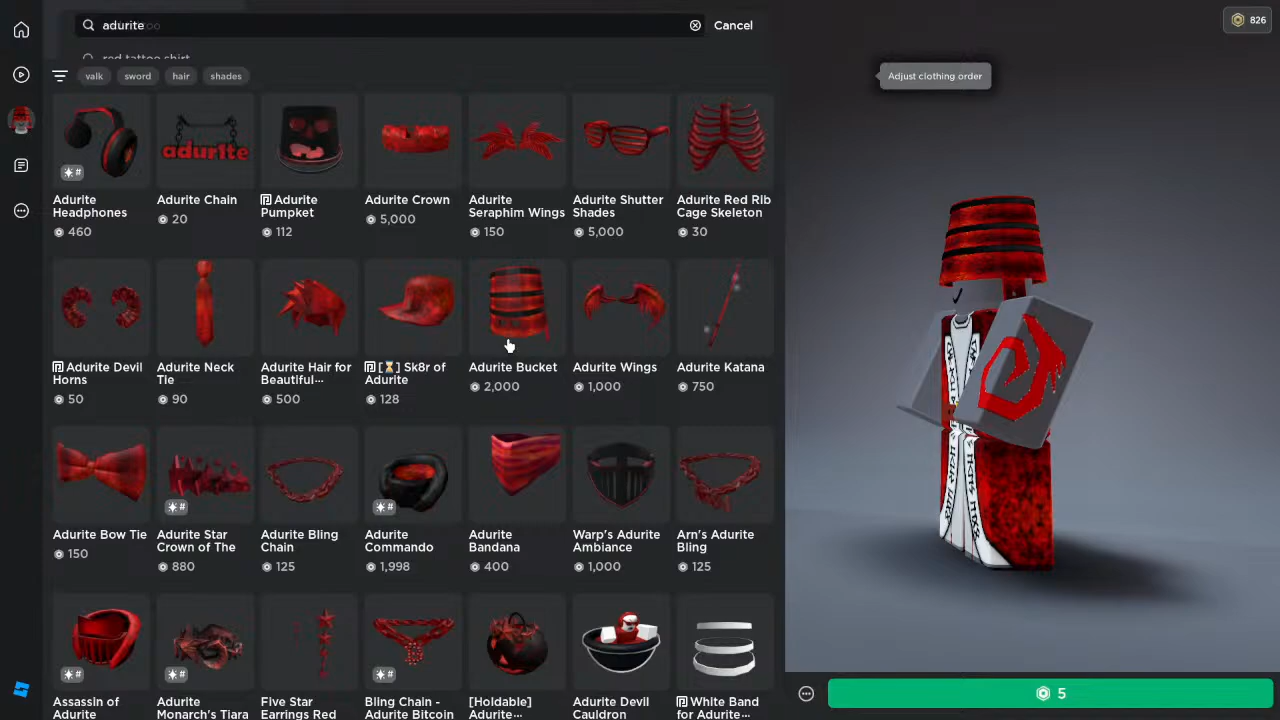 adurite
Cancel
826
red tattoo shirt
valk
sword
hair
shades
Adjust clothing order
adurite
Adurite
Headphones
460
Adurite Chain
20
Adurite
Pumpket
112
Adurite Crown
5,000
Adurite
Seraphim Wings
150
Adurite Shutter
Shades
5,000
Adurite Red RIb
Cage Skeleton
30
Adurite Devil
Horns
50
Adurite Neck
Tie
90
Adurite Hair for
Beautiful...
500
[⌛] Sk8r of
Adurite
128
Adurite Bucket
2,000
Adurite Wings
1,000
Adurite Katana
750
Adurite Bow Tie
150
Adurite Star
Crown of The
880
Adurite Bling
Chain
125
Adurite
Commando
1,998
Adurite
Bandana
400
Warp's Adurite
Ambiance
1,000
Arn's Adurite
Bling
125
Assassin of
Adurite
Adurite
Monarch's Tiara
Five Star
Earrings Red
Bling Chain -
Adurite Bitcoin
[Holdable]
Adurite...
Adurite Devil
Cauldron
White Band
for Adurite...
5